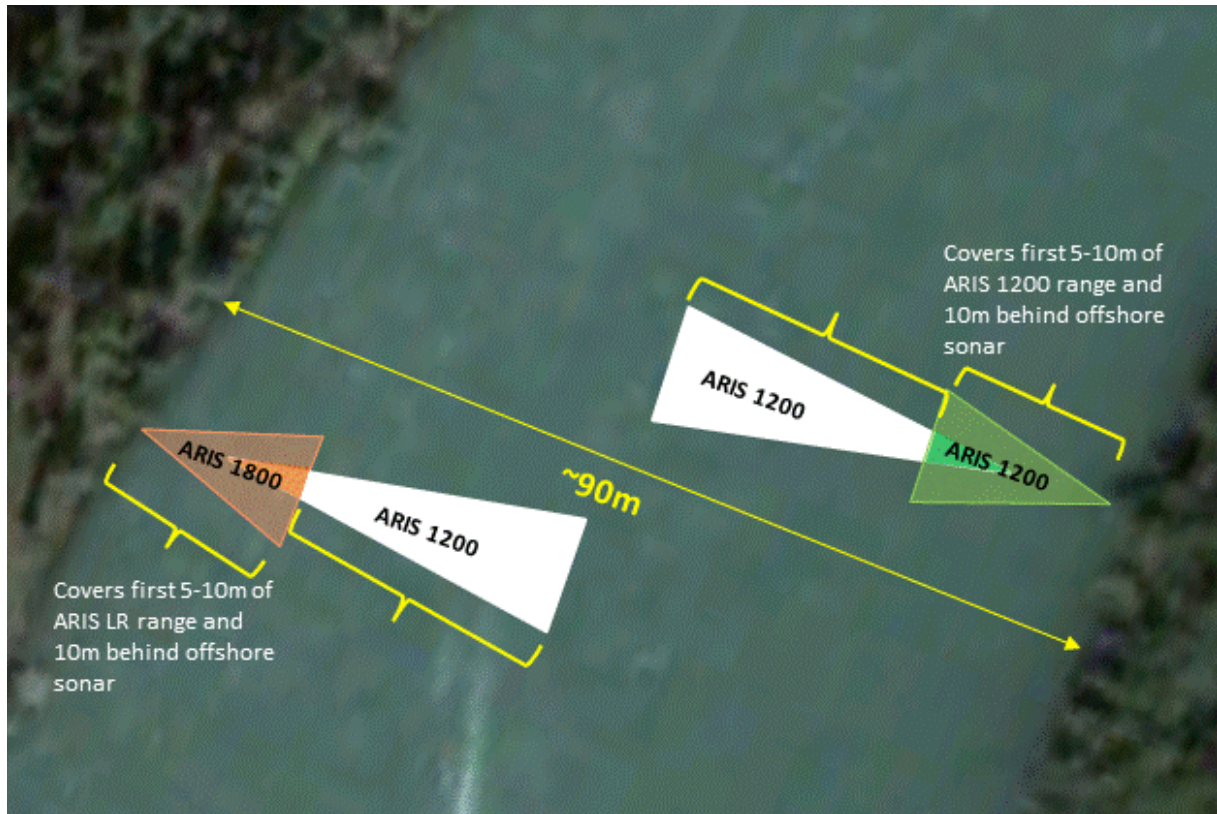 Covers first 5-10m of
ARIS 1200 range and
10m behind offshore
sonar
ARIS 1200
ARIS 1200
ARIS 1800
~90m
ARIS 1200
Covers first 5-10m of
ARIS LR range and
10m behind offshore
sonar